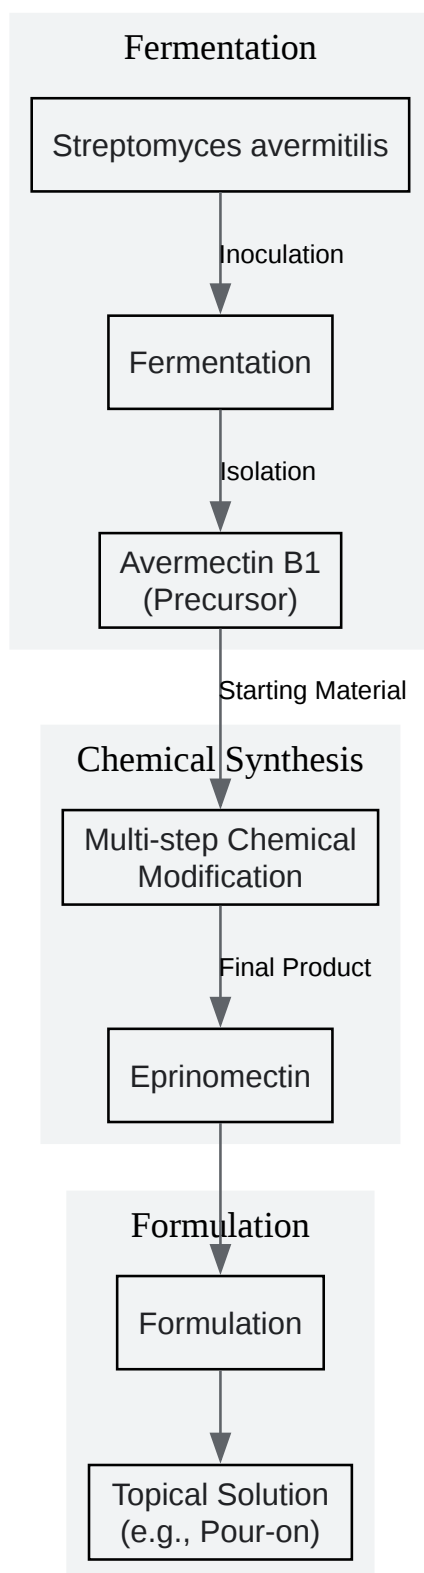 Fermentation
Streptomyces avermitilis
Inoculation
Fermentation
Isolation
Avermectin B1
(Precursor)
Starting Material
Chemical Synthesis
Multi-step Chemical
Modification
Final Product
Eprinomectin
Formulation
Formulation
Topical Solution
(e.g., Pour-on)